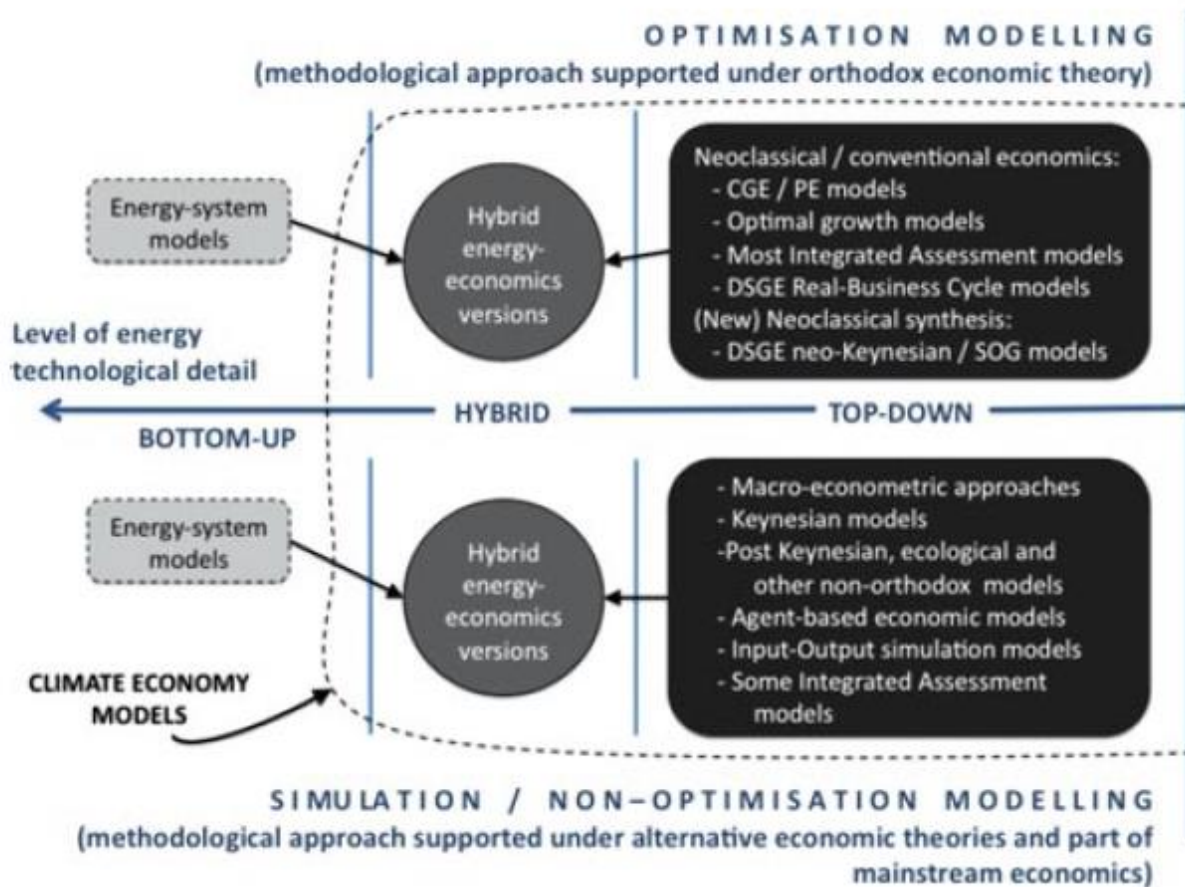 OPTIMISATION MODELLING
(methodological approach supported under orthodox economic theory)
Energy-system
models
Hybrid
energy-
economics
versions
Neoclassical / conventional economics:
- CGE / PE models
- Optimal growth models
- Most Integrated Assessment models
- DSGE Real-Business Cycle models
(New) Neoclassical synthesis:
- DSGE neo-Keynesian / SOG models
Level of energy
technological detail
BOTTOM-UP
HYBRID
TOP-DOWN
Energy-system
models
Hybrid
energy-
economics
versions
- Macro-econometric approaches
- Keynesian models
-Post Keynesian, ecological and
other non-orthodox models
- Agent-based economic models
- Input-Output simulation models
- Some Integrated Assessment
models
CLIMATE ECONOMY
MODELS
SIMULATION / NON-OPTIMISATION MODELLING
(methodological approach supported under alternative economic theories and part of
mainstream economics)